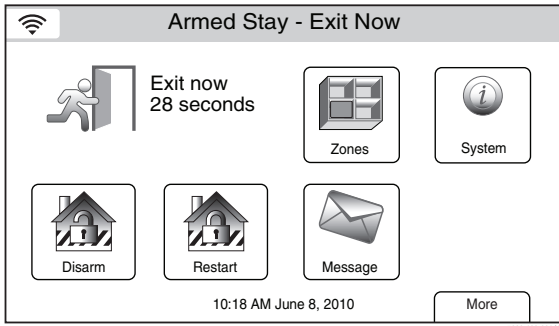 Armed Stay - Exit Now
Exit now
28 seconds
Zones
System
Disarm
Restart
Message
10:18 AM June 8, 2010
More